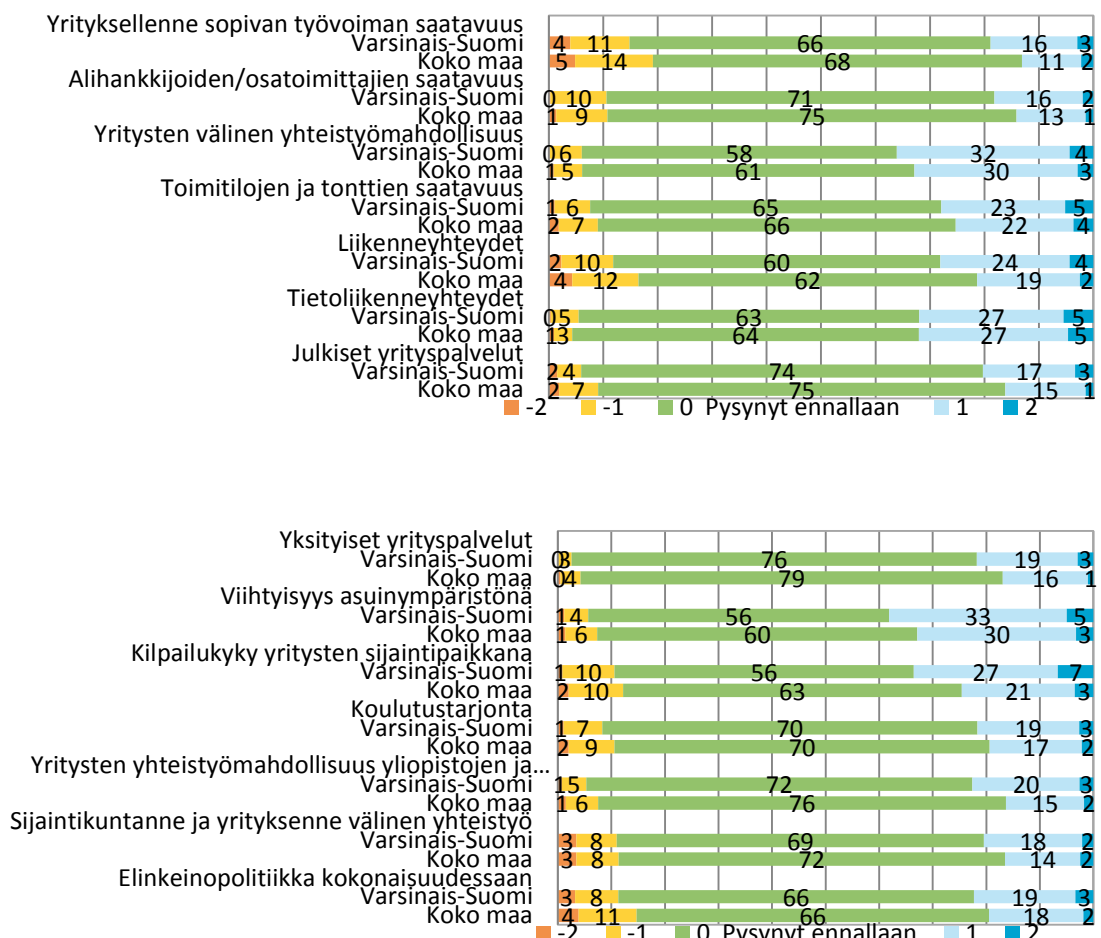 Yrityksellenne sopivan työvoiman saatavuus
Varsinais-Suomi 4 11 66 16 3
Koko maa 5 14 68 11 2
Alihankkijoiden/osatoimittajien saatavuus
Varsinais-Suomi 0 10 71 16 2
Koko maa 1 9 75 13 1
Yritysten välinen yhteistyömahdollisuus
Varsinais-Suomi 0 6 58 32 4
Koko maa 1 5 61 30 3
Toimitilojen ja tonttien saatavuus
Varsinais-Suomi 1 6 65 23 5
Koko maa 2 7 66 22 4
Liikenneyhteydet
Varsinais-Suomi 2 10 60 24 4
Koko maa 4 12 62 19 2
Tietoliikenneyhteydet
Varsinais-Suomi 0 5 63 27 5
Koko maa 1 3 64 27 5
Julkiset yrityspalvelut
Varsinais-Suomi 2 4 74 17 3
Koko maa 2 7 75 15 1
-2 -1 0 Pysynyt ennallaan 1 2
Yksityiset yrityspalvelut
Varsinais-Suomi 0 3 76 19 3
Koko maa 0 4 79 16 1
Viihtyisyys asuinympäristönä
Varsinais-Suomi 1 4 56 33 5
Koko maa 1 6 60 30 3
Kilpailukyky yritysten sijaintipaikkana
Varsinais-Suomi 1 10 56 27 7
Koko maa 2 10 63 21 3
Koulutustarjonta
Varsinais-Suomi 1 7 70 19 3
Koko maa 2 9 70 17 2
Yritysten yhteistyömahdollisuus yliopistojen ja...
Varsinais-Suomi 1 5 72 20 3
Koko maa 1 6 76 15 2
Sijaintikuntanne ja yrityksenne välinen yhteistyö
Varsinais-Suomi 3 8 69 18 2
Koko maa 3 8 72 14 2
Elinkeinopolitiikka kokonaisuudessaan
Varsinais-Suomi 3 8 66 19 3
Koko maa 4 11 66 18 2
-2 -1 0 Pysynyt ennallaan 1 2